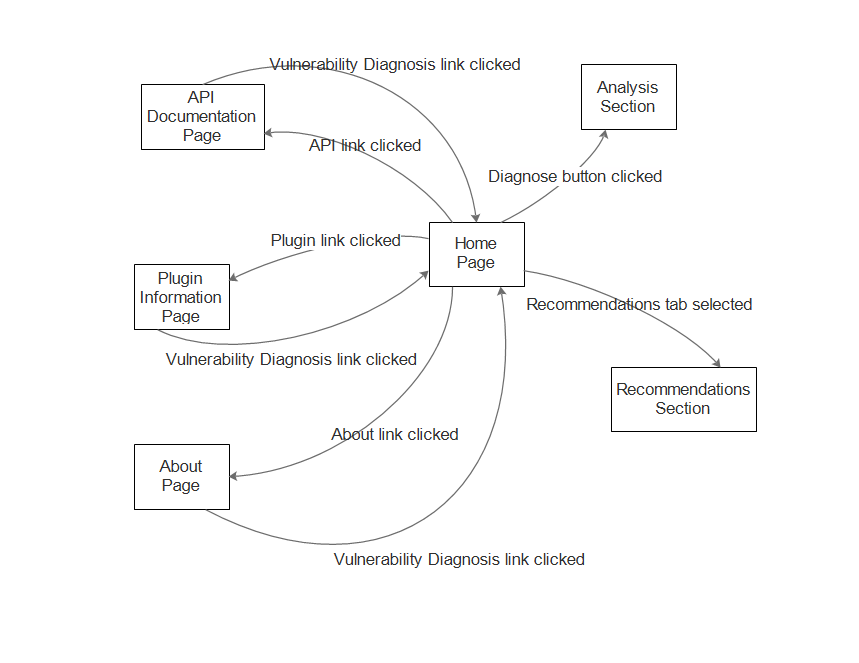 Vulnerability Diagnosis link clicked
API
Documentation
Page
Analysis
Section
API link clicked
Diagnose button clicked
Plugin link clicked
Home
Page
Plugin
Information
Page
Recommendations tab selected
Vulnerability Diagnosis link clicked
Recommendations
Section
About link clicked
About
Page
Vulnerability Diagnosis link clicked